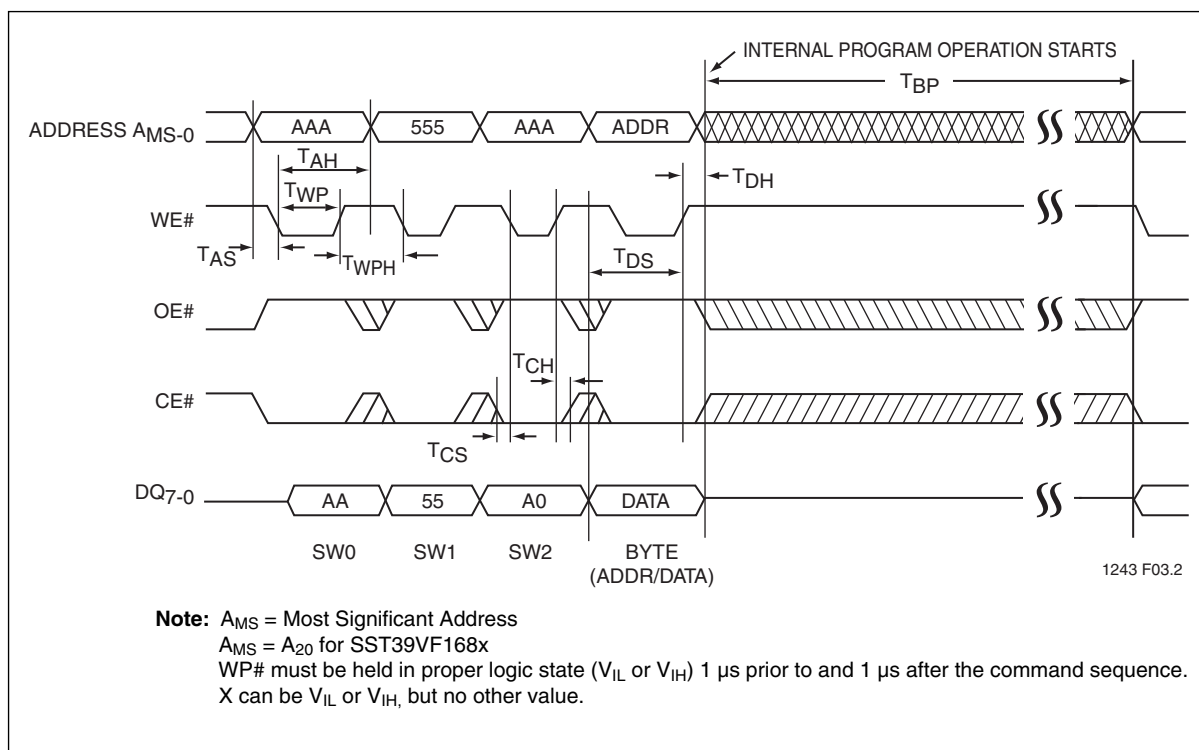 INTERNAL PROGRAM OPERATION STARTS
TBP
ADDRESS AMS-0
AAA
555
AAA
ADDR
TAH
TDH
TWP
WE#
TAS
TWPH
TDS
OE#
TCH
CE#
TCS
DQ7-0
AA
55
A0
DATA
SW0
SW1
SW2
BYTE
(ADDR/DATA)
1243 F03.2
Note: AMS = Most Significant Address
AMS = A20 for SST39VF168x
WP# must be held in proper logic state (VIL or VIH) 1 µs prior to and 1 µs after the command sequence.
X can be VIL or VIH, but no other value.